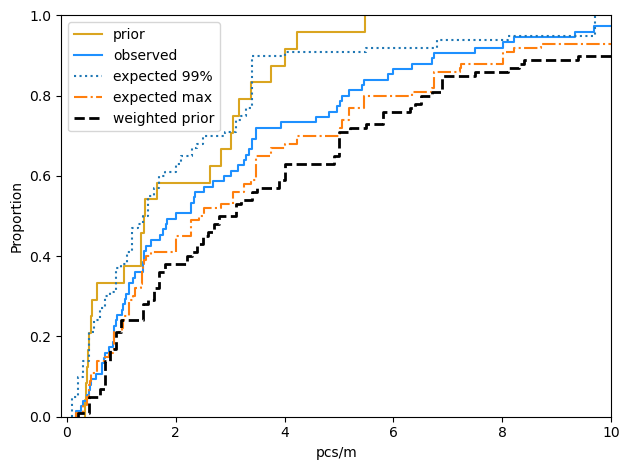 1.0
prior
observed
expected 99%
expected max
weighted prior
0.8
0.6
Proportion
0.4
0.2
0.0
0
2
4
6
8
10
pcs/m